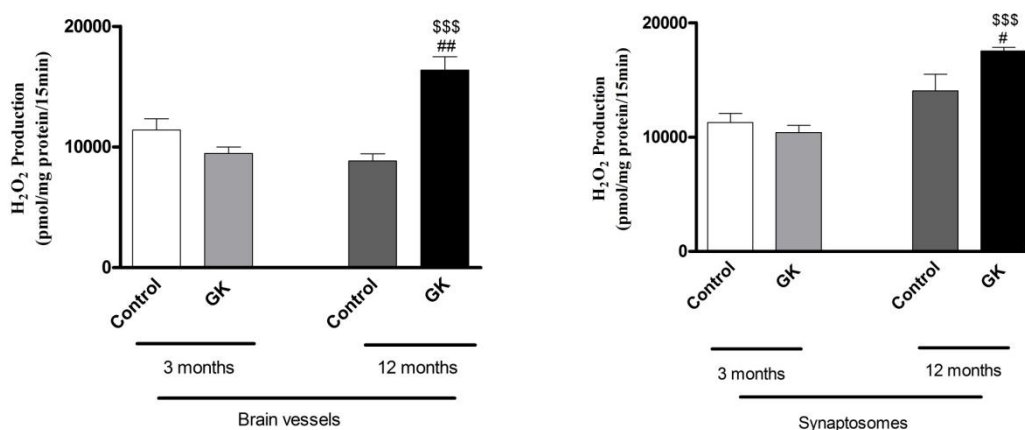 H₂O₂ Production
(pmol/mg protein/15min)
20000
10000
0
$$$
##
Control
GK
Control
GK
3 months
12 months
Brain vessels
H₂O₂ Production
(pmol/mg protein/15min)
20000
10000
0
$$$
#
Control
GK
Control
GK
3 months
12 months
Synaptosomes